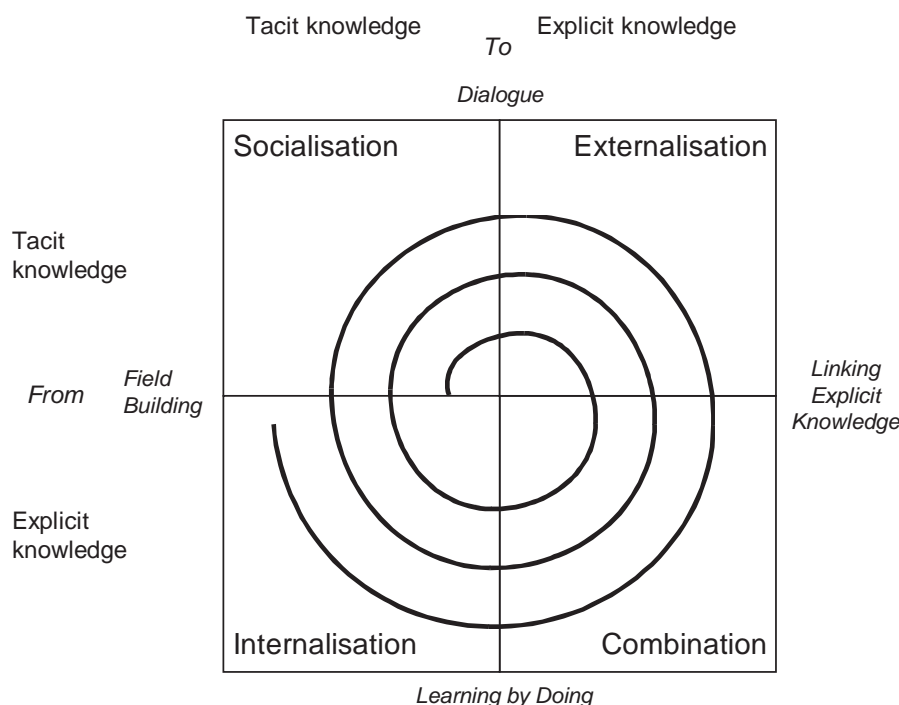 Tacit knowledge
Explicit knowledge
To
Dialogue
Socialisation
Externalisation
Tacit
knowledge
From
Field
Building
Linking
Explicit
Knowledge
Explicit
knowledge
Internalisation
Combination
Learning by Doing